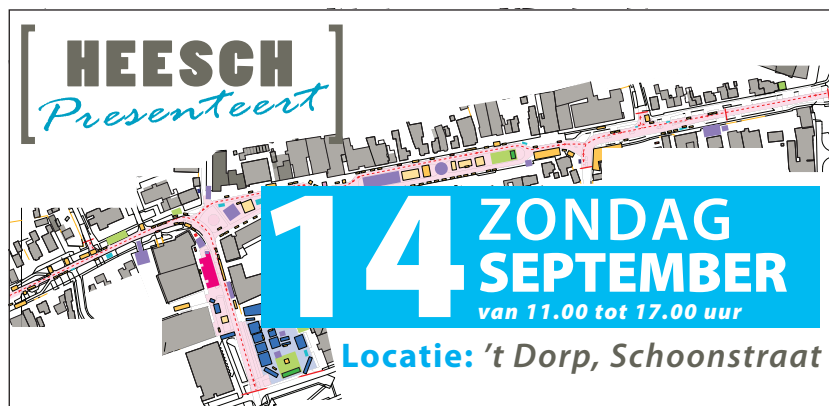 HEESCH
Presenteert
14 ZONDAG
SEPTEMBER
van 11.00 tot 17.00 uur
Locatie: ’t Dorp, Schoonstraat